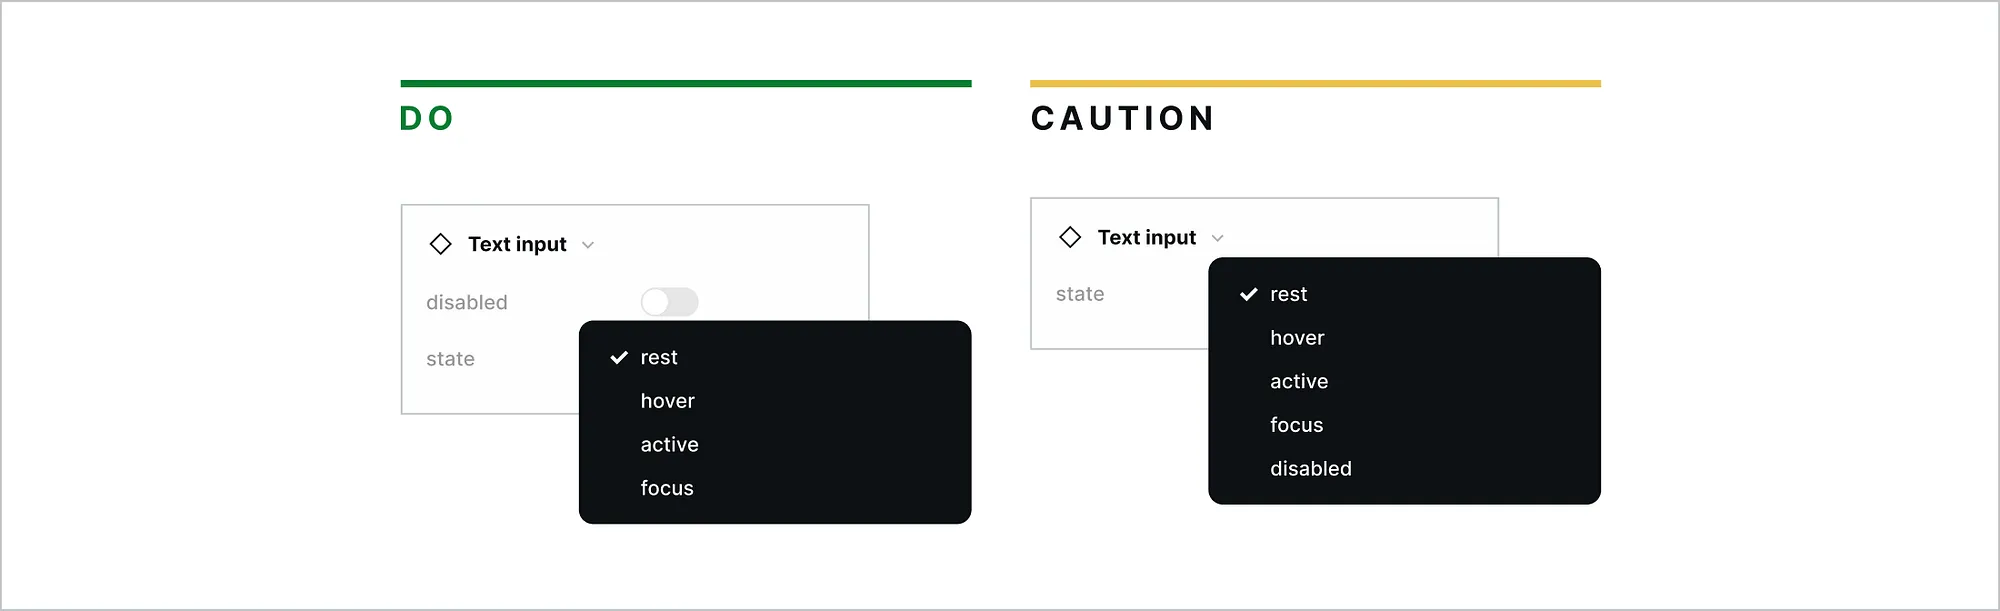 DO
Text input
disabled
state
rest
hover
active
focus
CAUTION
Text input
state
rest
hover
active
focus
disabled